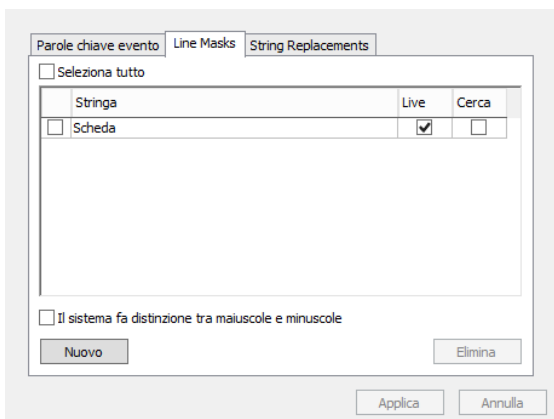 Parole chiave evento Line Masks String Replacements
Seleziona tutto
Stringa Live Cerca
Scheda
Il sistema fa distinzione tra maiuscole e minuscole
Nuovo Elimina
Applica Annulla